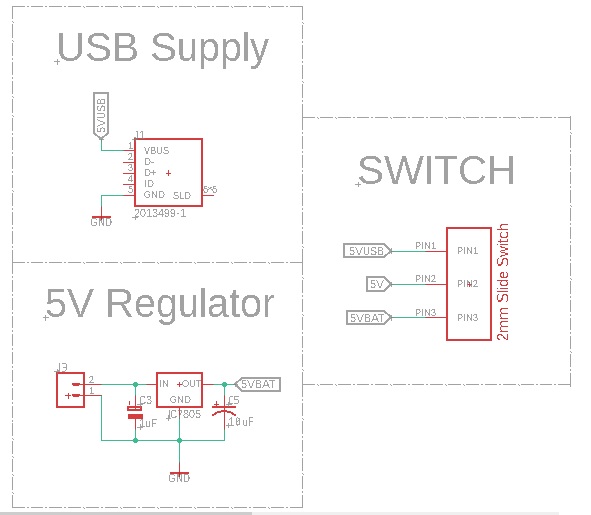 USB Supply
5VUSB
J1
1 VBUS
2 D-
3 D+
4 ID
5 GND SLD
2013499-1
GND
SWITCH
5VUSB PIN1 PIN1
5V PIN2 PIN2
5VBAT PIN3 PIN3
2mm Slide Switch
5V Regulator
J3
2
1
IN OUT 5VBAT
GND
C3
1uF
IC?805
C5
10uF
GND